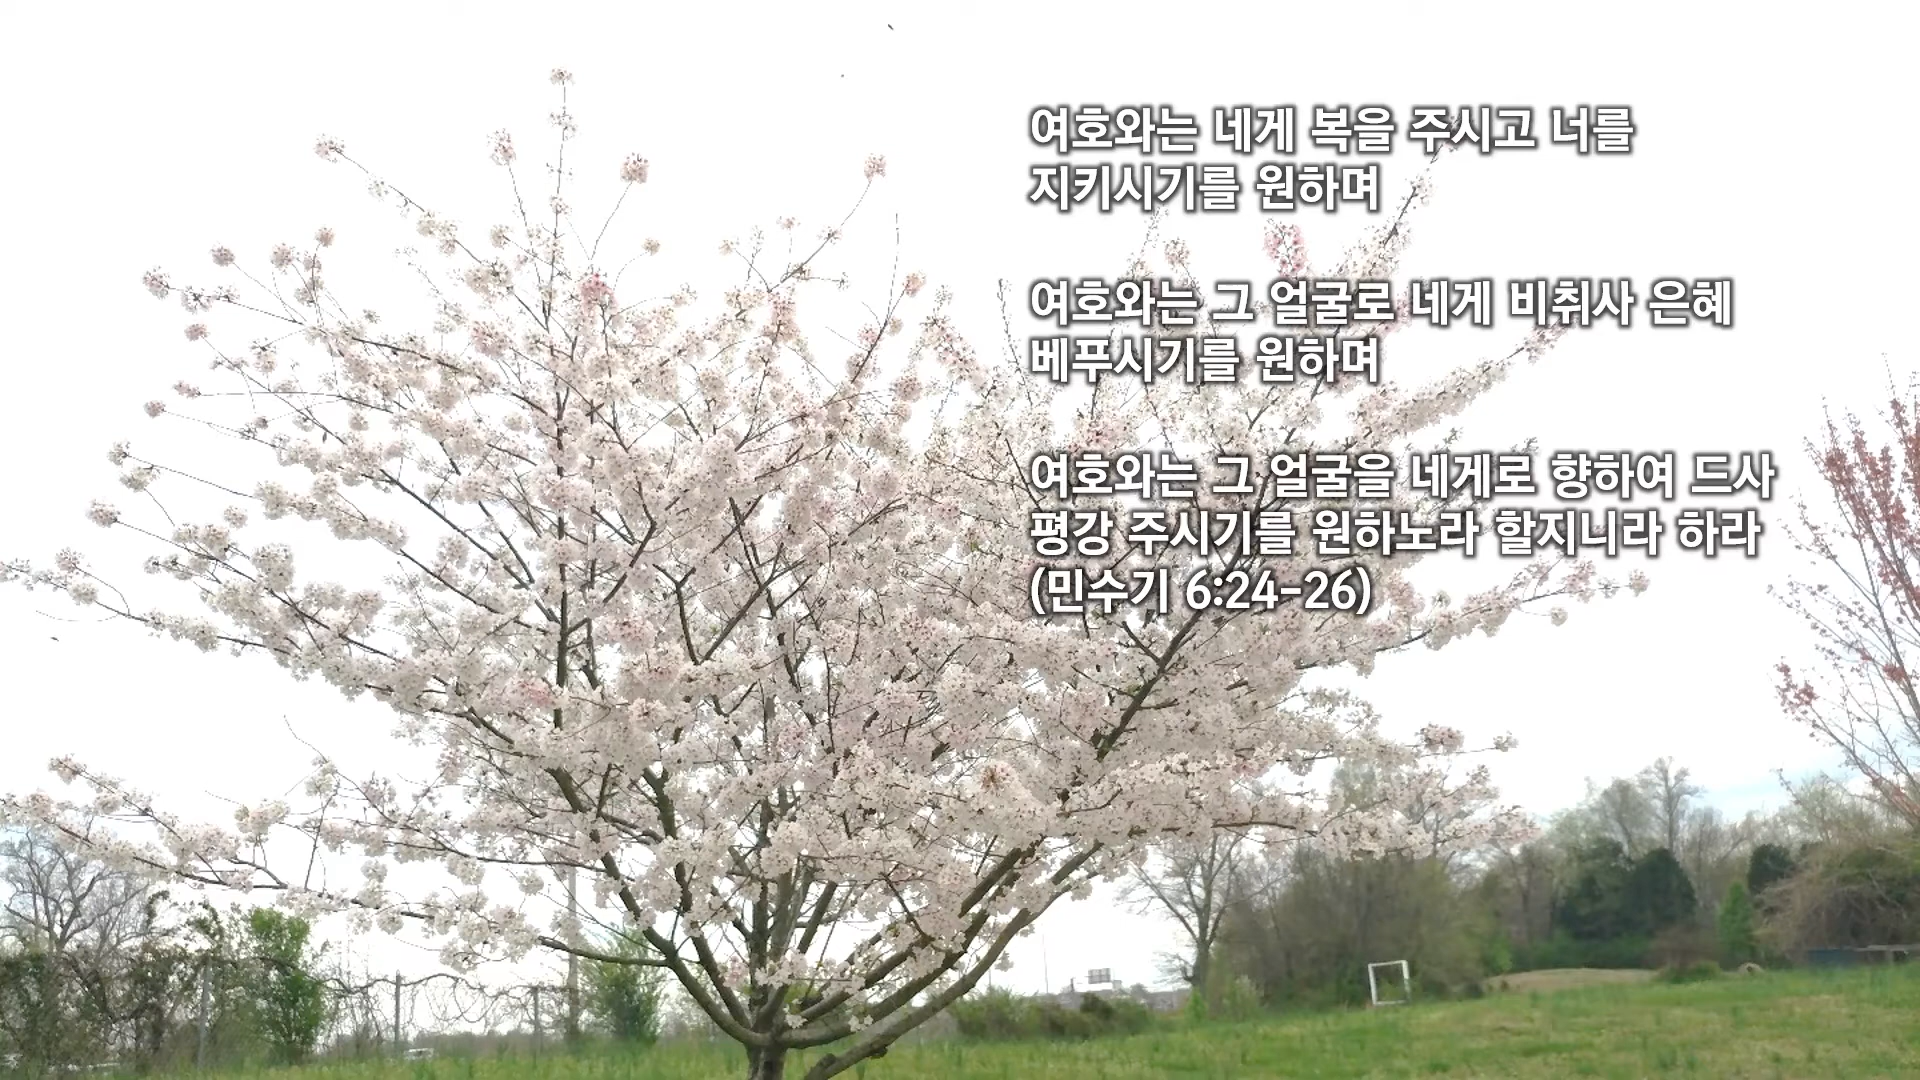 여호와는 네게 복을 주시고 너를
지키시기를 원하며
여호와는 그 얼굴로 네게 비취사 은혜
베푸시기를 원하며
여호와는 그 얼굴을 네게로 향하여 드사
평강 주시기를 원하노라 할지니라 하라
(민수기 6:24-26)